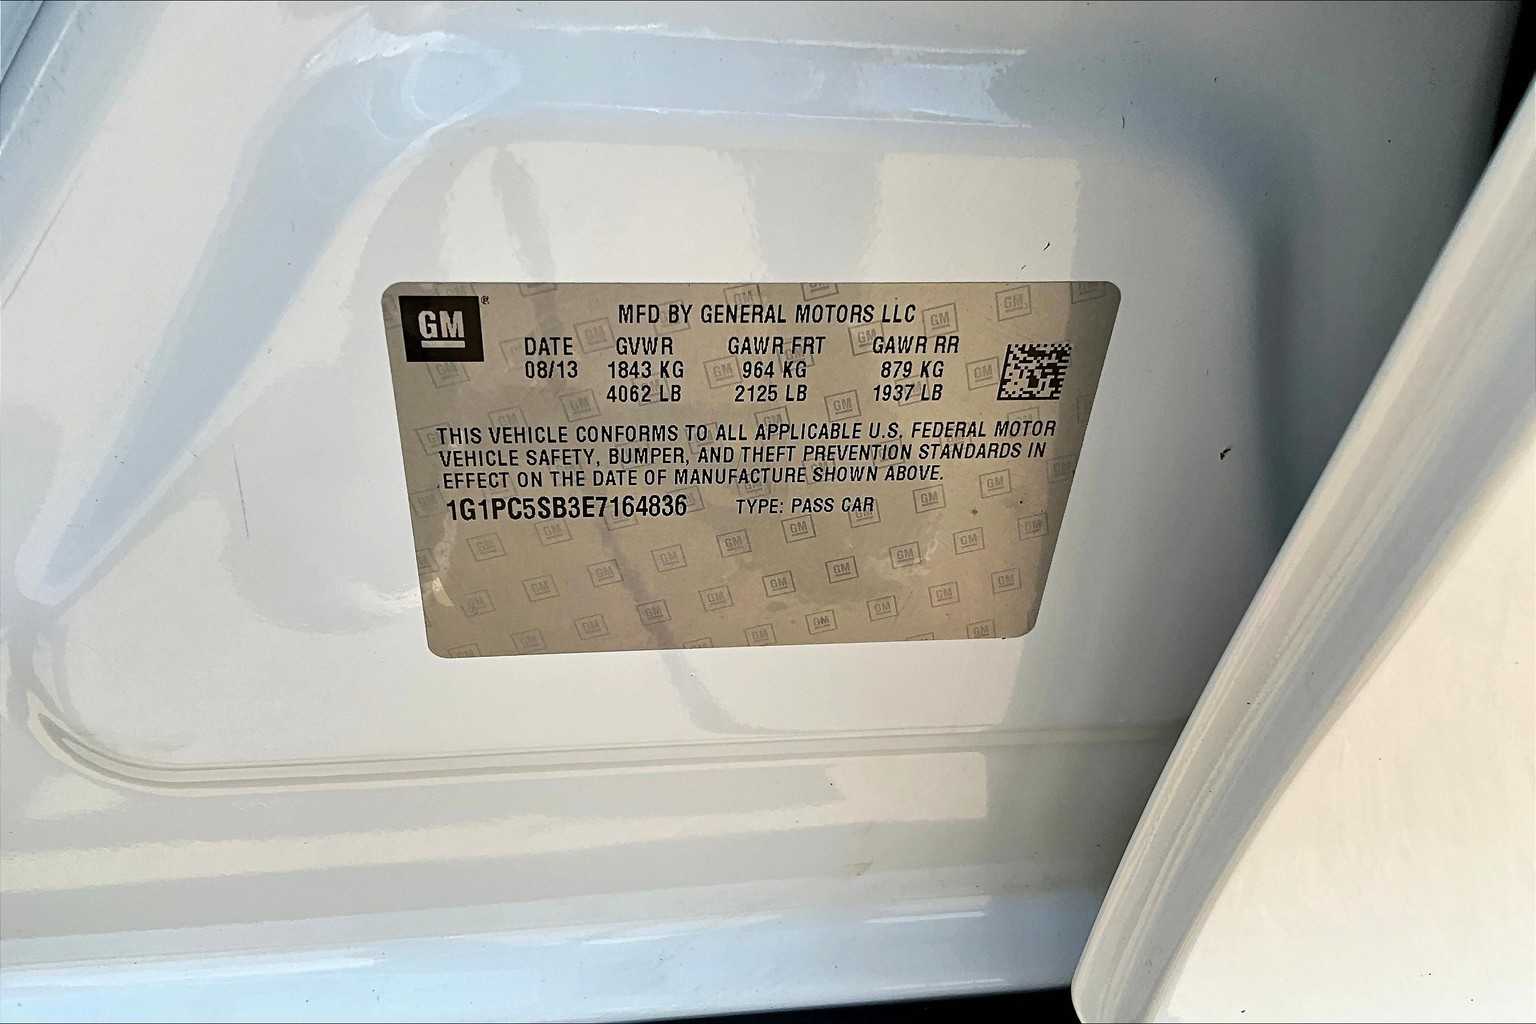 GM®
MFD BY GENERAL MOTORS LLC
DATE GVWR GAWR FRT GAWR RR
08/13 1843 KG 964 KG 879 KG
4062 LB 2125 LB 1937 LB
THIS VEHICLE CONFORMS TO ALL APPLICABLE U.S. FEDERAL MOTOR
VEHICLE SAFETY, BUMPER, AND THEFT PREVENTION STANDARDS IN
EFFECT ON THE DATE OF MANUFACTURE SHOWN ABOVE.
1G1PC5SB3E7164836 TYPE: PASS CAR